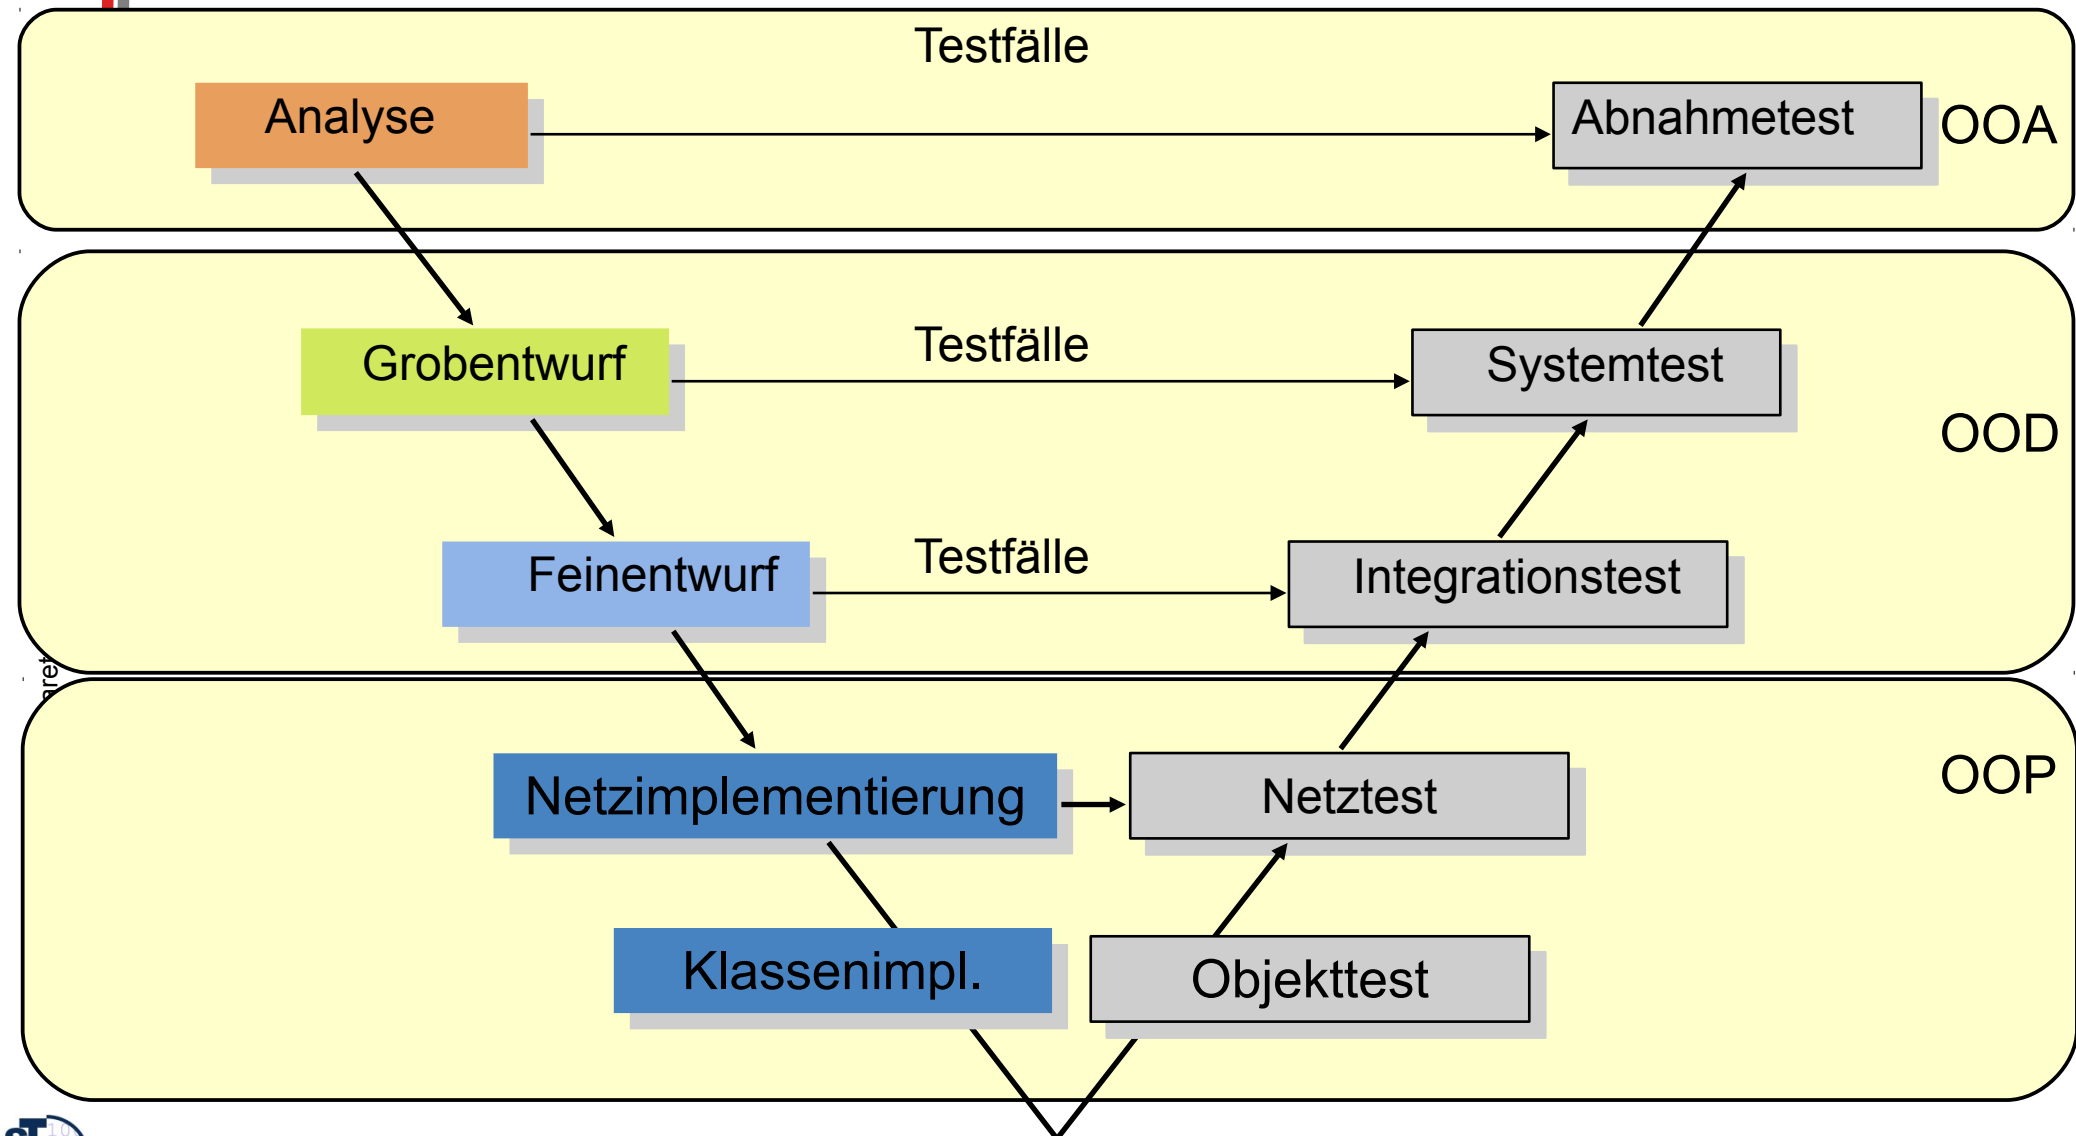 Testfälle
Analyse
Abnahmetest
OOA
Grobentwurf
Testfälle
Systemtest
OOD
Feinentwurf
Testfälle
Integrationstest
Netzimplementierung
Netztest
OOP
Klassenimpl.
Objekttest